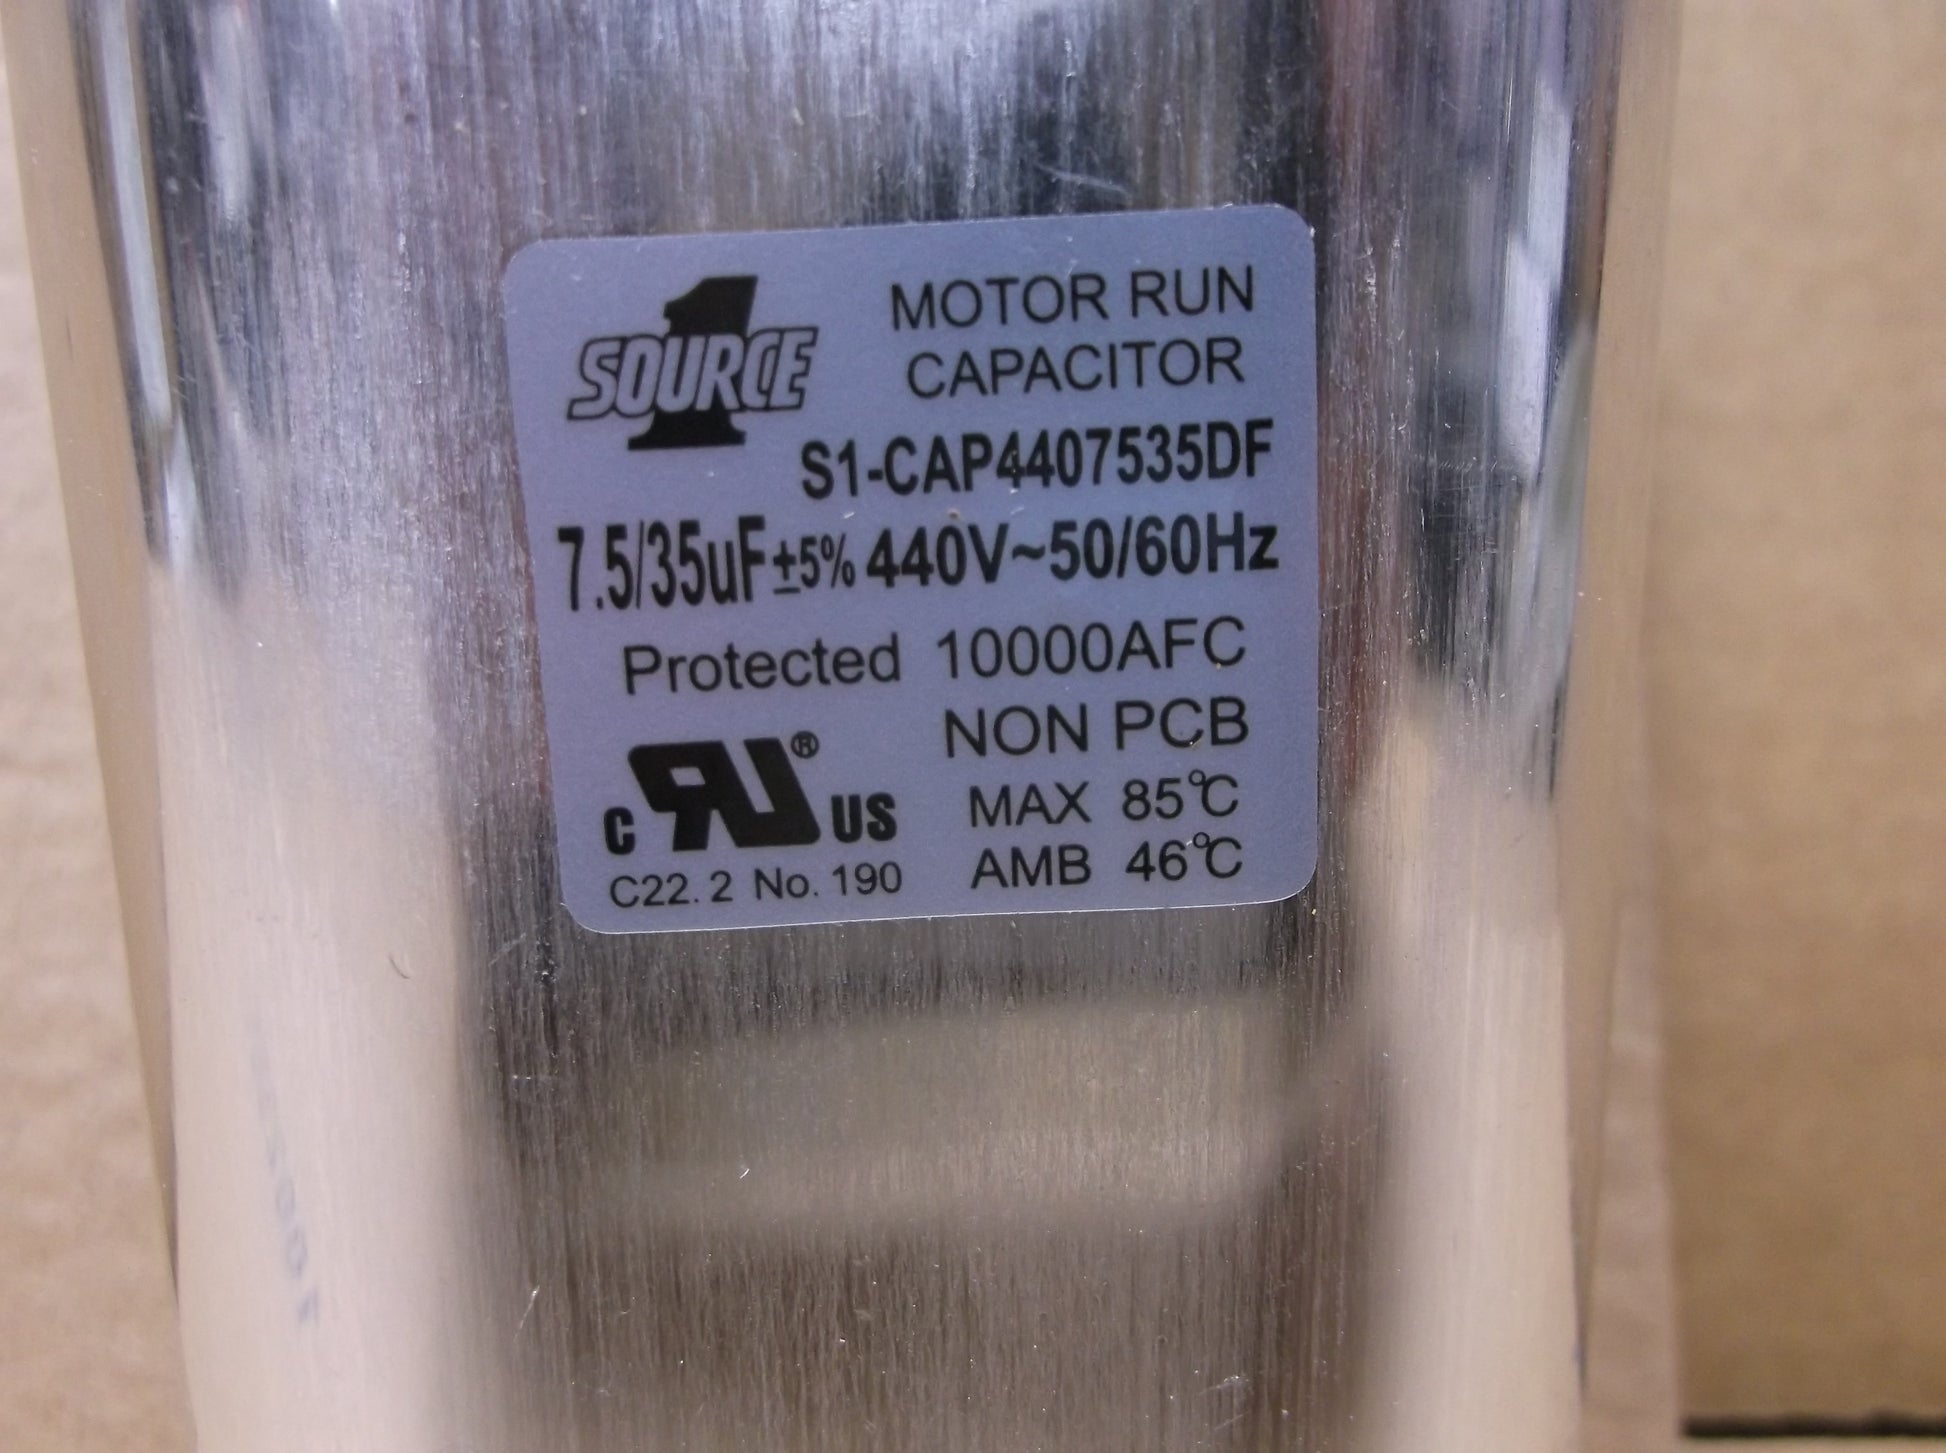 1
SOURCE
MOTOR RUN
CAPACITOR
S1-CAP4407535DF
7.5/35uF±5% 440V~50/60Hz
Protected 10000AFC
NON PCB
C RU® US
MAX 85℃
C22.2 No. 190
AMB 46℃